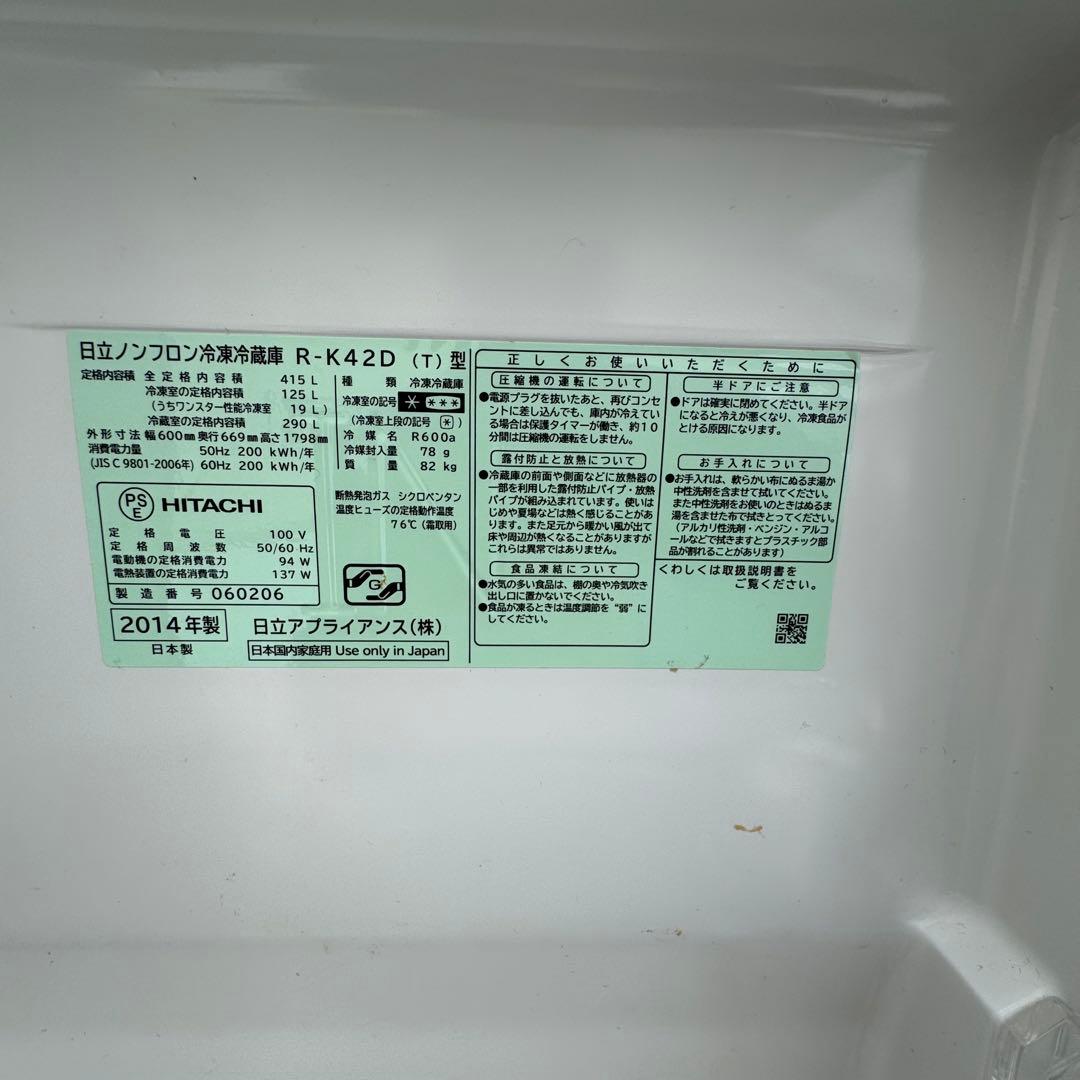 日立ノンフロン冷凍冷蔵庫 R-K42D (T) 型
定格内容積 全定格内容積 415 L
冷凍室の定格内容積 125 L
(うちワンスター性能冷凍室 19 L)
冷蔵室の定格内容積 290 L
外形寸法 幅600mm 奥行669mm 高さ1798mm
消費電力量 50Hz 200 kWh/年
(JIS C 9801-2006年) 60Hz 200 kWh/年
種類 冷凍冷蔵庫
冷凍室の記号 * ***
(冷凍室上段の記号 * )
冷媒名 R600a
冷媒封入量 78 g
質量 82 kg
PS E HITACHI
定格電圧 100 V
定格周波数 50/60 Hz
電動機の定格消費電力 94 W
電熱装置の定格消費電力 137 W
製造番号 060206
断熱発泡ガス シクロペンタン
温度ヒューズの定格動作温度
76℃(霜取用)
G
2014年製
日本製
日立アプライアンス(株)
日本国内家庭用 Use only in Japan
正しくお使いいただくために
圧縮機の運転について
●電源プラグを抜いたあと、再びコンセ
ントに差し込んでも、庫内が冷えてい
る場合は保護タイマーが働き、約10
分間は圧縮機の運転をしません。
露付防止と放熱について
●冷蔵庫の前面や側面などに放熱器の
一部を利用した露付防止パイプ・放熱
パイプが組み込まれています。使いは
じめや夏場などは熱く感じることがあ
ります。また足元から暖かい風が出て
床や周辺が熱くなることがありますが
これらは異常ではありません。
食品凍結について
●水気の多い食品は、棚の奥や冷気吹き
出し口に置かないでください。
●食品が凍るときは温度調節を“弱”に
してください。
半ドアにご注意
●ドアは確実に閉めてください。半ドア
になると冷えが悪くなり、冷凍食品が
とける原因になります。
お手入れについて
●お手入れは、軟らかい布にぬるま湯か
中性洗剤を含ませて拭いてください。
また中性洗剤をお使いのときはぬるま
湯を含ませた布で拭きとってください。
(アルカリ性洗剤・ベンジン・アルコ
ールなどで拭きますとプラスチック部
品が割れることがあります)
くわしくは取扱説明書を
ご覧ください。